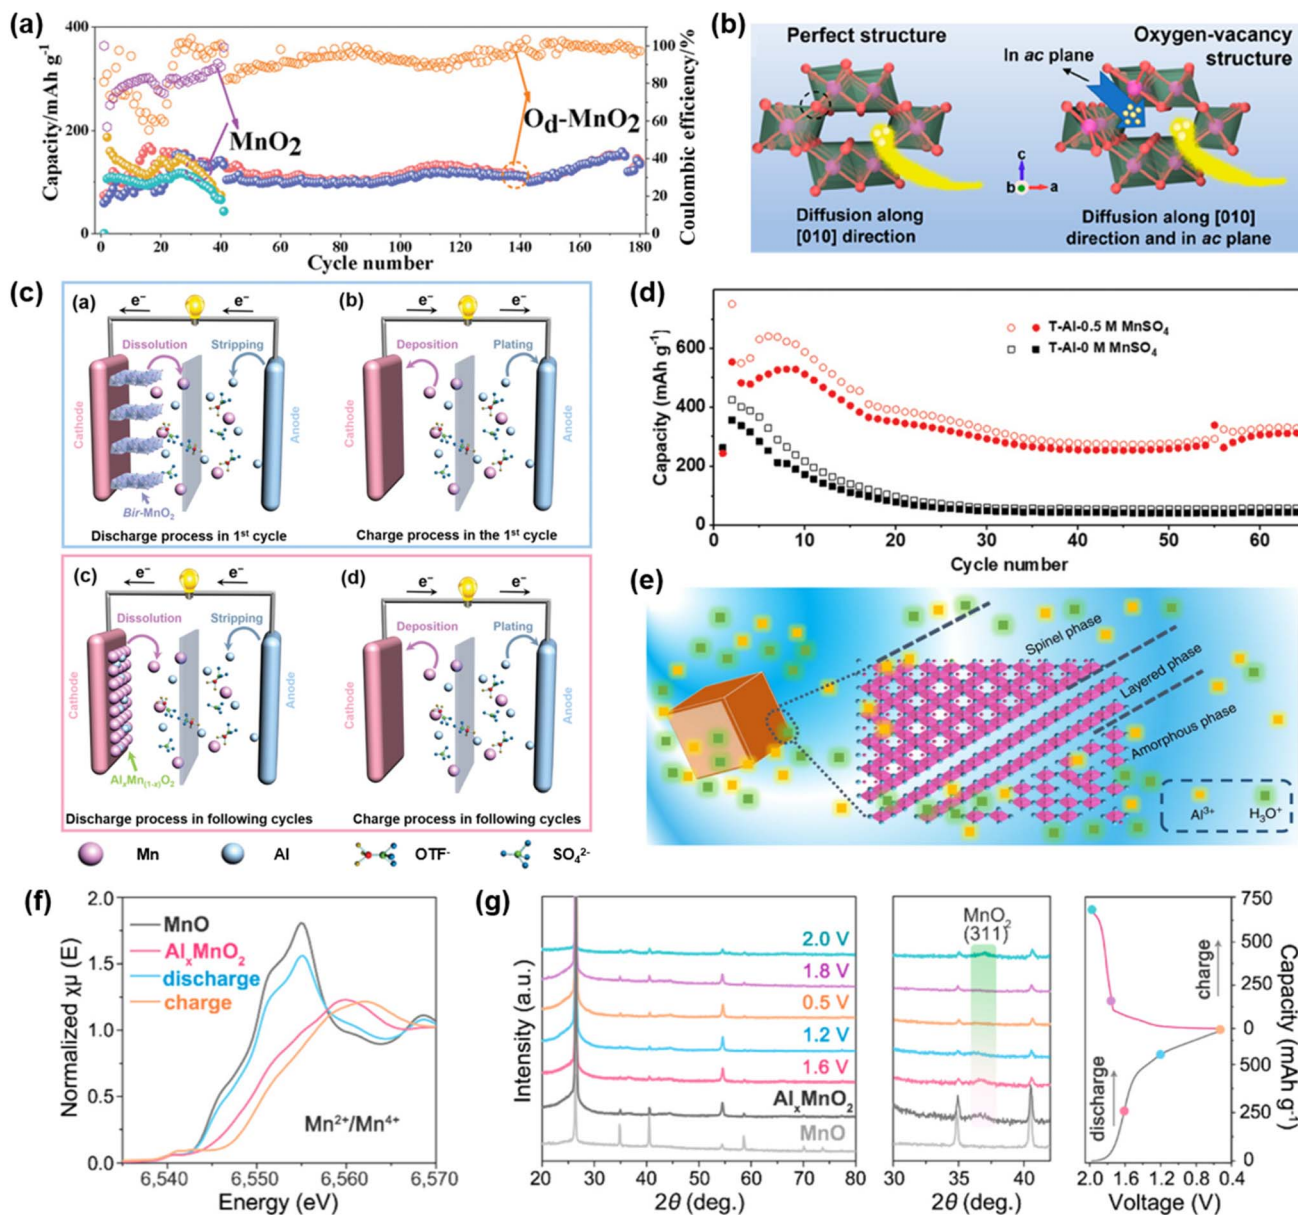 (a)
400
300
200
100
0
Capacity/mAh g⁻¹
0
20
40
60
80
100
120
140
160
180
Cycle number
100
80
60
40
20
0
Coulombic efficiency/%
MnO₂
O_d-MnO₂
(b)
Perfect structure
Oxygen-vacancy
structure
In ac plane
c
b
a
Diffusion along
[010] direction
Diffusion along [010]
direction and in ac plane
(c)
(a)
e⁻
e⁻
Dissolution
Stripping
Cathode
Anode
Bir-MnO₂
Discharge process in 1st cycle
(b)
e⁻
e⁻
Deposition
Plating
Cathode
Anode
Charge process in the 1st cycle
(c)
e⁻
e⁻
Dissolution
Stripping
Cathode
Anode
AlₓMn₍₁₋ₓ₎O₂
Discharge process in following cycles
(d)
e⁻
e⁻
Deposition
Plating
Cathode
Anode
Charge process in following cycles
Mn
Al
OTF⁻
SO₄²⁻
(d)
600
400
200
0
Capacity (mAh g⁻¹)
T-Al-0.5 M MnSO₄
T-Al-0 M MnSO₄
0
10
20
30
40
50
60
Cycle number
(e)
Spinel phase
Layered phase
Amorphous phase
Al³⁺
H₃O⁺
(f)
2.0
1.5
1.0
0.5
0.0
Normalized χμ (E)
MnO
AlₓMnO₂
discharge
charge
Mn²⁺/Mn⁴⁺
6,540
6,550
6,560
6,570
Energy (eV)
(g)
Intensity (a.u.)
2.0 V
1.8 V
0.5 V
1.2 V
1.6 V
AlₓMnO₂
MnO
20
30
40
50
60
70
80
2θ (deg.)
MnO₂
(311)
30
35
40
2θ (deg.)
charge
discharge
750
500
250
0
500
250
0
Capacity (mAh g⁻¹)
2.0
1.6
1.2
0.8
0.4
Voltage (V)